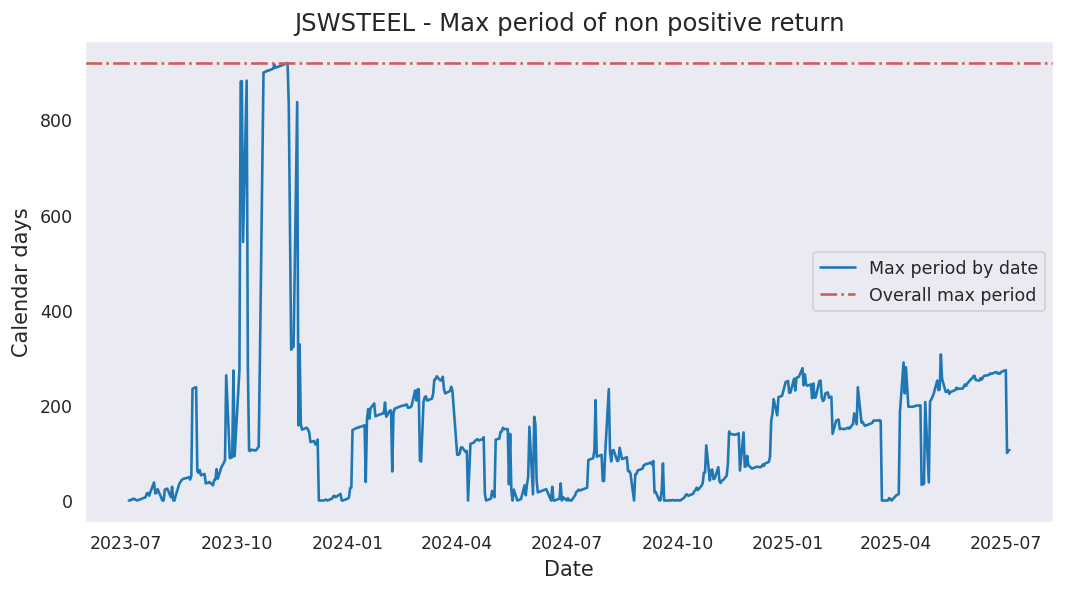 JSWSTEEL - Max period of non positive return
Calendar days
800
600
400
200
0
Max period by date
Overall max period
2023-07 2023-10 2024-01 2024-04 2024-07 2024-10 2025-01 2025-04 2025-07
Date